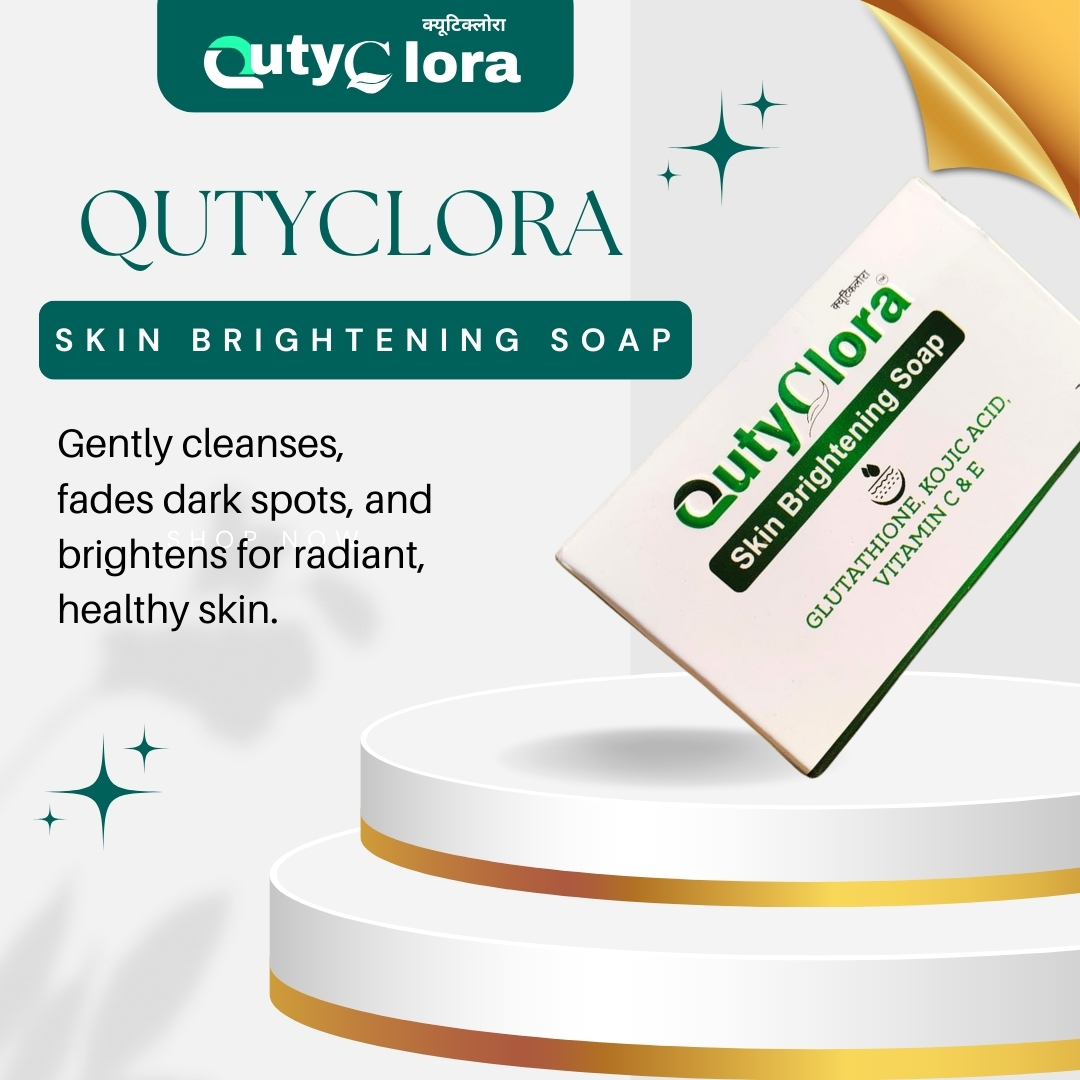 क्यूटिक्लोरा
QutyClora
QUTYCLORA
SKIN BRIGHTENING SOAP
Gently cleanses,
fades dark spots, and
SHOP NOW
brightens for radiant,
healthy skin.
क्यूटिक्लोरा
QutyClora
Skin Brightening Soap
GLUTATHIONE, KOJIC ACID,
VITAMIN C & E